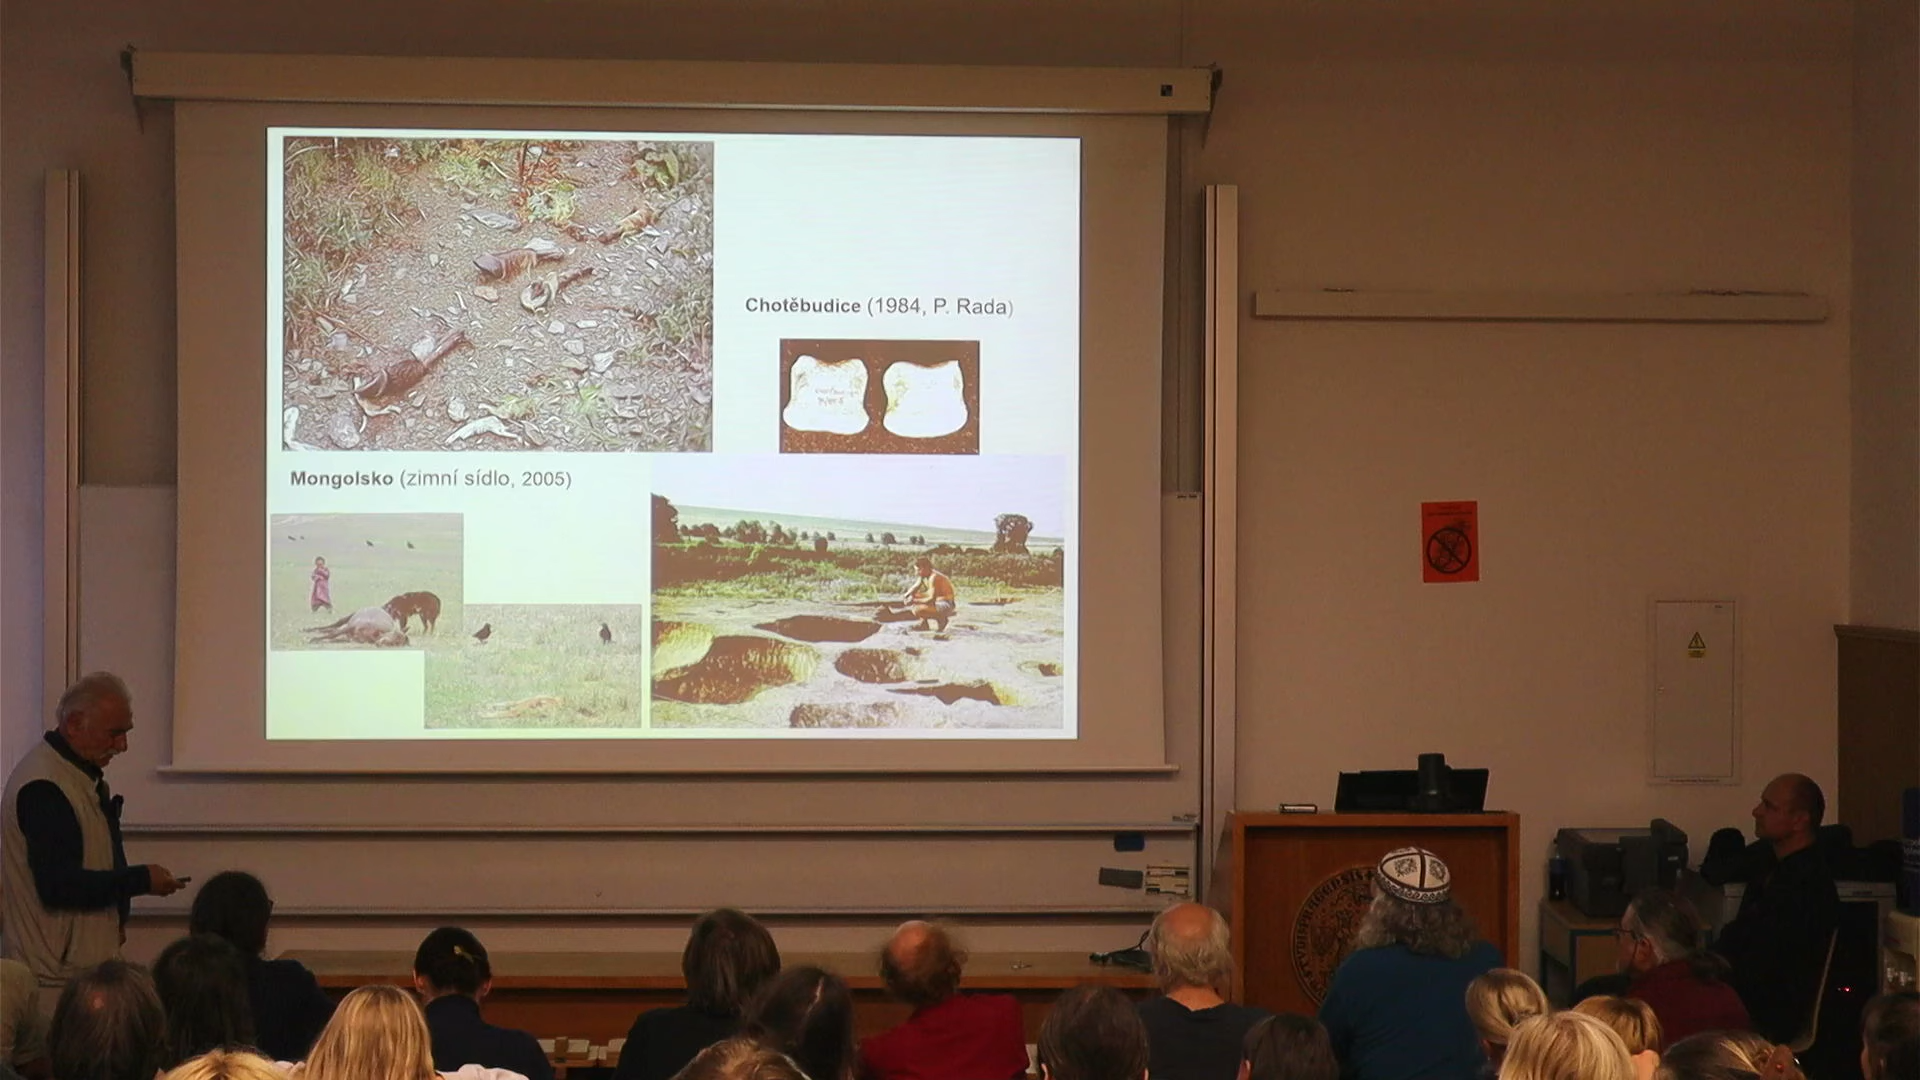 Chotěbudice (1984, P. Rada)
Mongolsko (zimní sídlo, 2005)